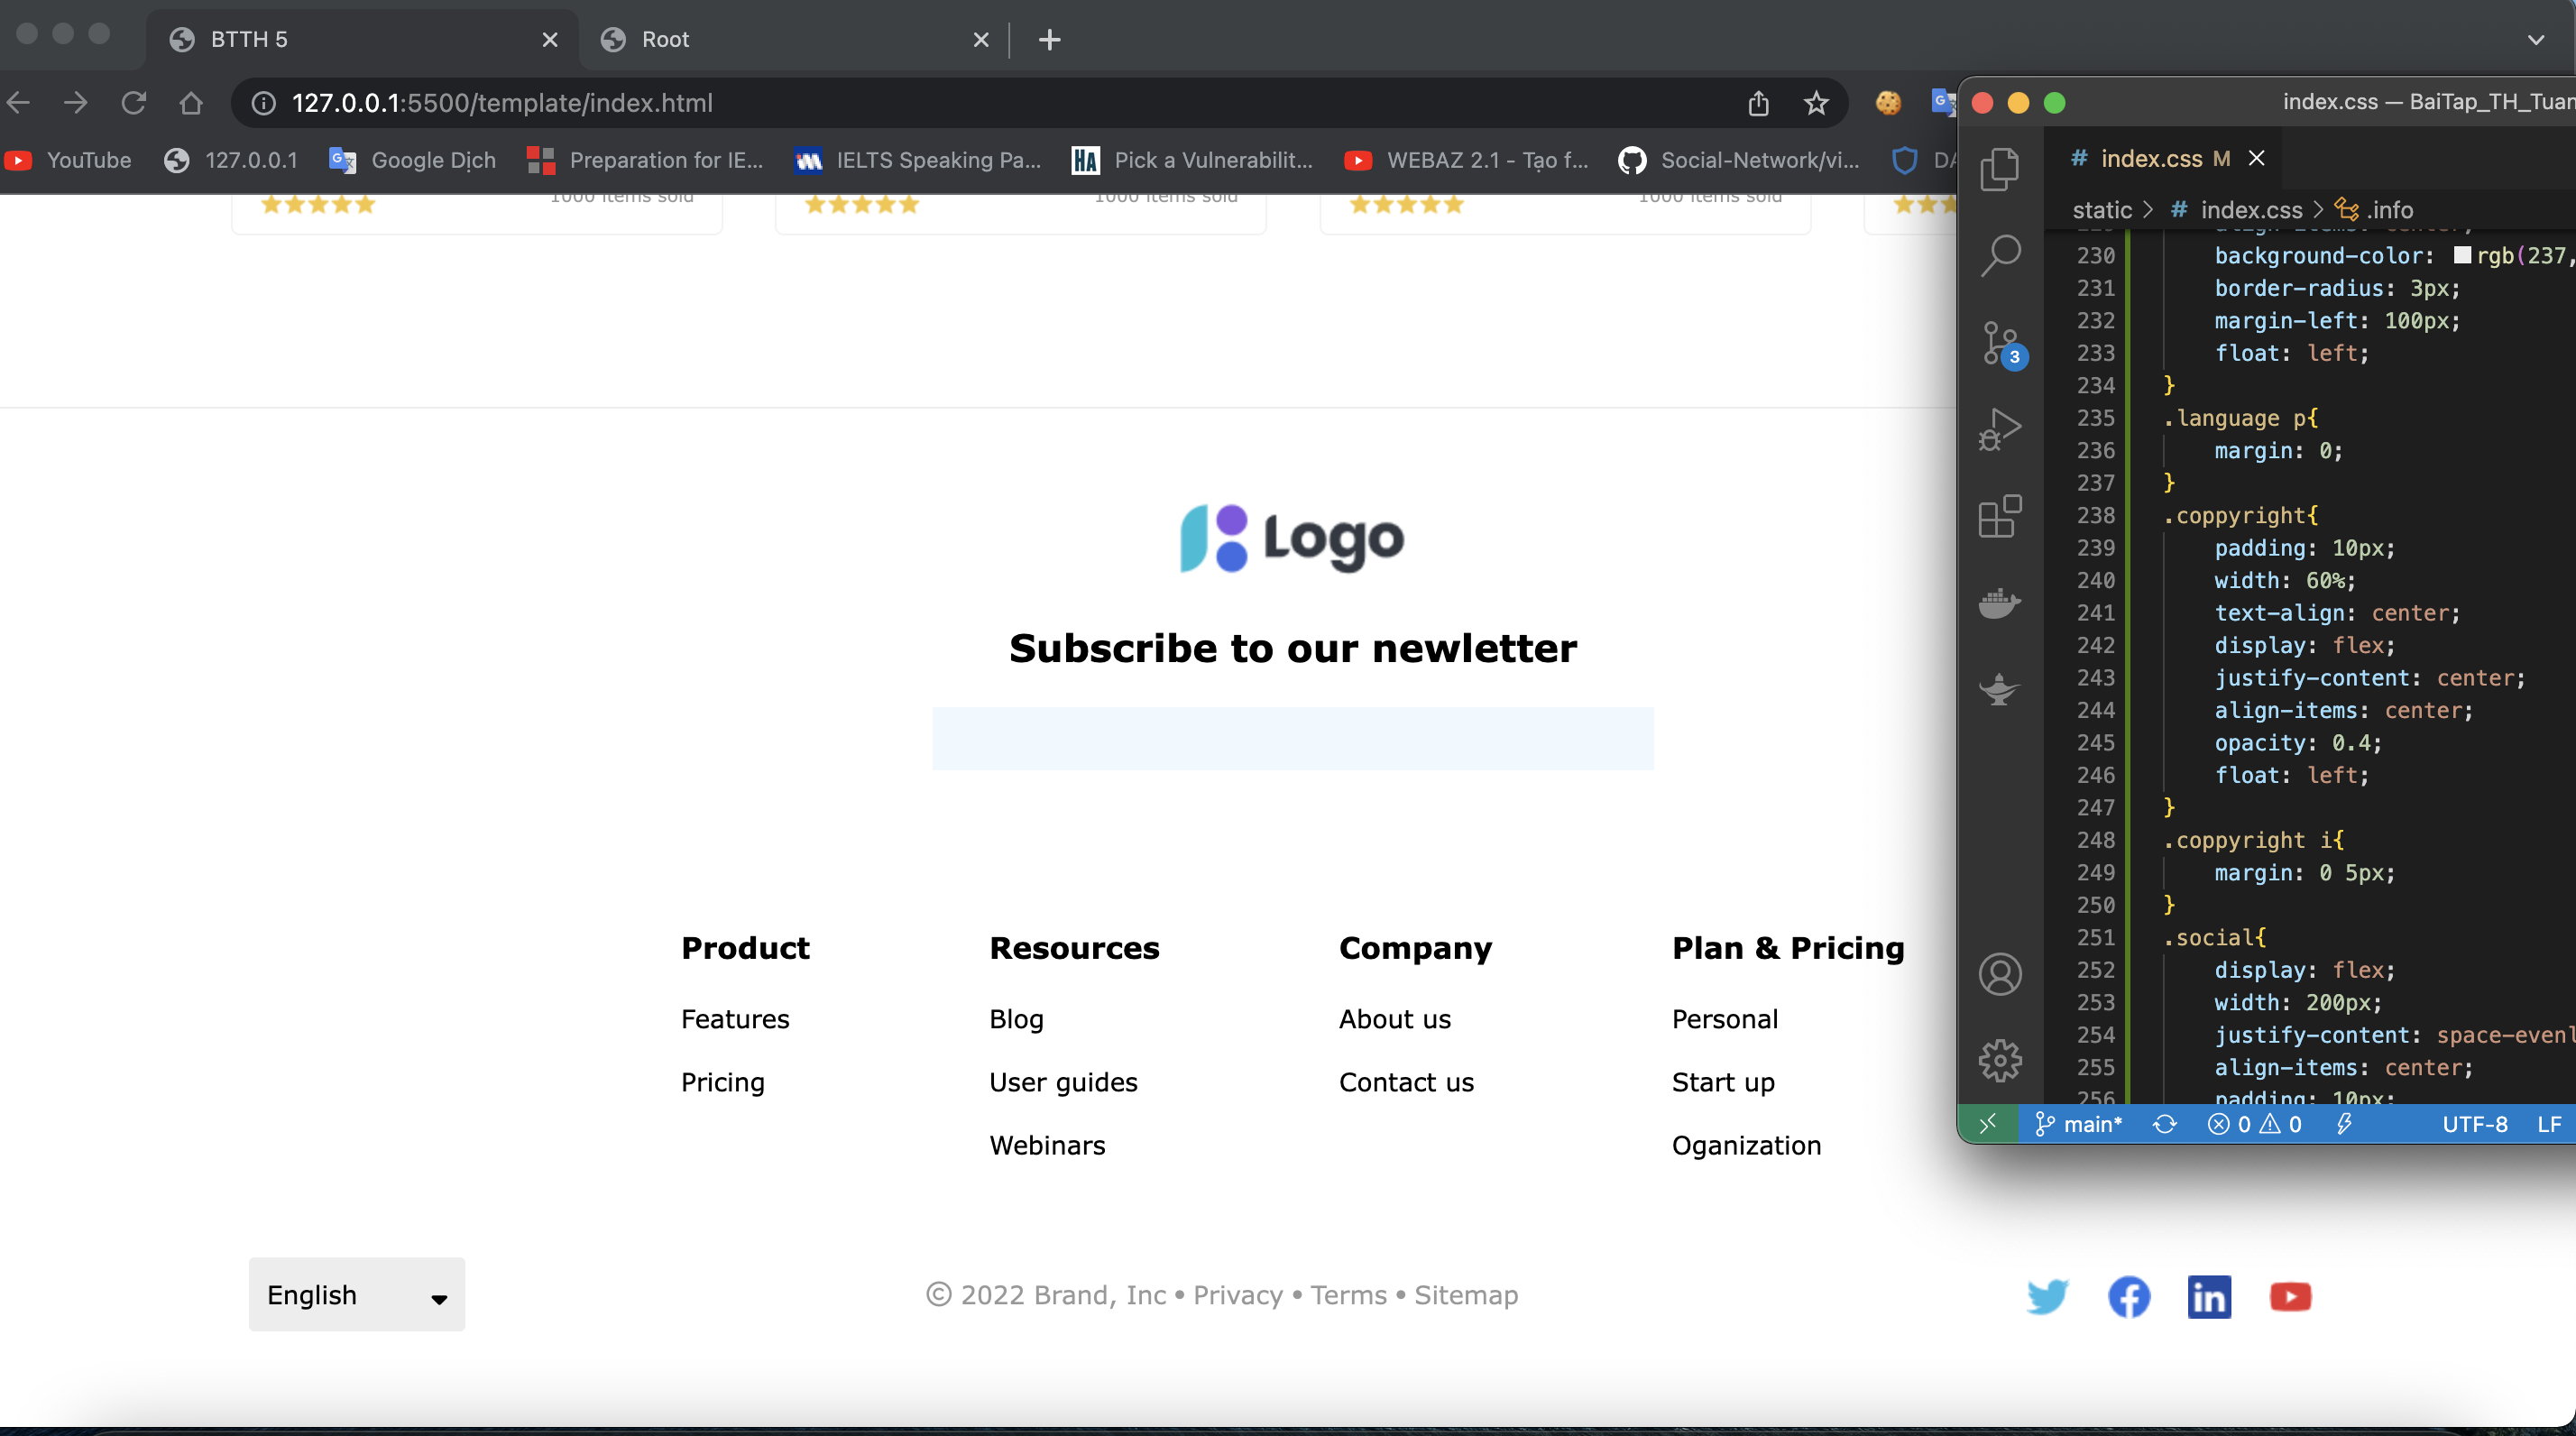 BTTH 5
Root
127.0.0.1:5500/template/index.html
YouTube
127.0.0.1
Google Dịch
Preparation for IE...
IELTS Speaking Pa...
HA
Pick a Vulnerabilit...
WEBAZ 2.1 - Tạo f...
Social-Network/vi...
1000 items sold
1000 items sold
1000 items sold
Logo
Subscribe to our newletter
Product
Resources
Company
Plan & Pricing
Features
Blog
About us
Personal
Pricing
User guides
Contact us
Start up
Webinars
Oganization
English
© 2022 Brand, Inc • Privacy • Terms • Sitemap
in
index.css — BaiTap_TH_Tuan
# index.css M
static > # index.css > .info
3
align-items: center;
230 background-color: rgb(237,
231 border-radius: 3px;
232 margin-left: 100px;
233 float: left;
234 }
235 .language p{
236 margin: 0;
237 }
238 .coppyright{
239 padding: 10px;
240 width: 60%;
241 text-align: center;
242 display: flex;
243 justify-content: center;
244 align-items: center;
245 opacity: 0.4;
246 float: left;
247 }
248 .coppyright i{
249 margin: 0 5px;
250 }
251 .social{
252 display: flex;
253 width: 200px;
254 justify-content: space-evenl
255 align-items: center;
256 padding: 10px;
main* 0 0 UTF-8 LF